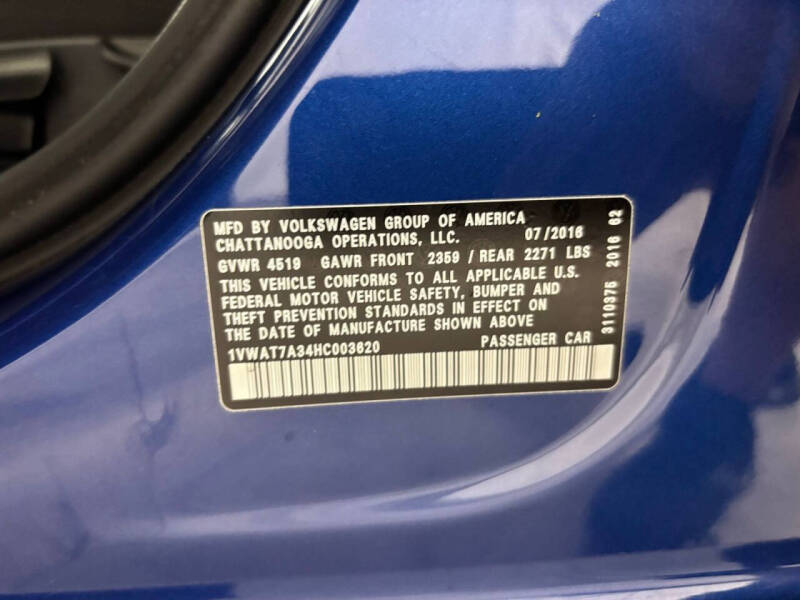 MFD BY VOLKSWAGEN GROUP OF AMERICA
CHATTANOOGA OPERATIONS, LLC. 07/2016
GVWR 4519 GAWR FRONT 2359 / REAR 2271 LBS
THIS VEHICLE CONFORMS TO ALL APPLICABLE U.S.
FEDERAL MOTOR VEHICLE SAFETY, BUMPER AND
THEFT PREVENTION STANDARDS IN EFFECT ON
THE DATE OF MANUFACTURE SHOWN ABOVE
1VWAT7A34HC003620 PASSENGER CAR
3110376 2016 62